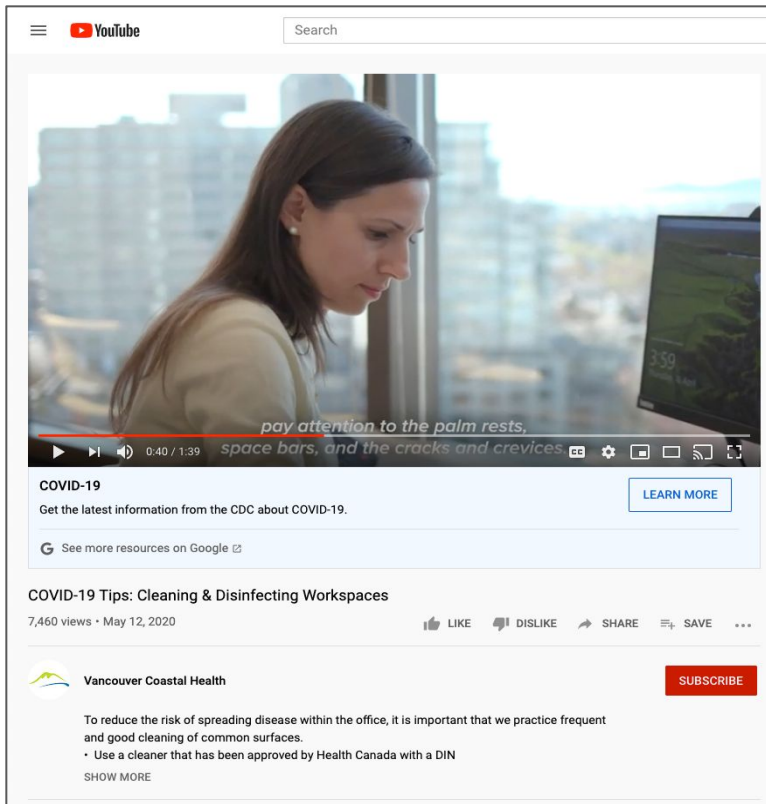 YouTube
Search
3:59
pay attention to the palm rests,
space bars, and the cracks and crevices.
0:40 / 1:39
CC
COVID-19
LEARN MORE
Get the latest information from the CDC about COVID-19.
G See more resources on Google
COVID-19 Tips: Cleaning & Disinfecting Workspaces
7,460 views • May 12, 2020
LIKE DISLIKE SHARE SAVE
Vancouver Coastal Health
SUBSCRIBE
To reduce the risk of spreading disease within the office, it is important that we practice frequent
and good cleaning of common surfaces.
• Use a cleaner that has been approved by Health Canada with a DIN
SHOW MORE